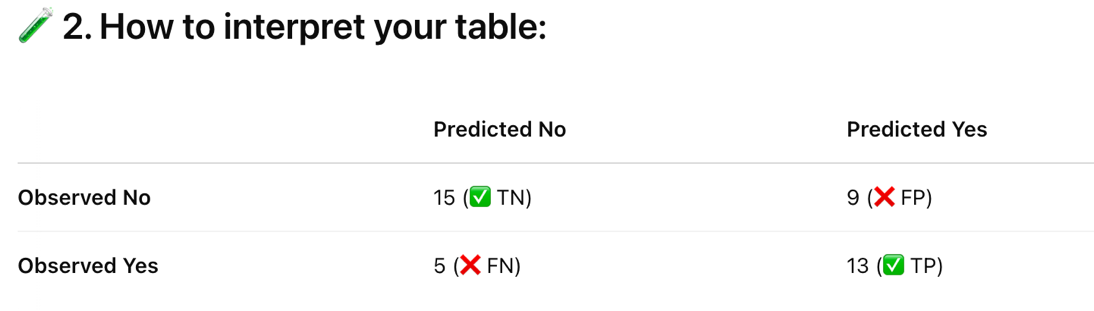 🧪 2. How to interpret your table:
Predicted No Predicted Yes
Observed No 15 (✅ TN) 9 (❌ FP)
Observed Yes 5 (❌ FN) 13 (✅ TP)